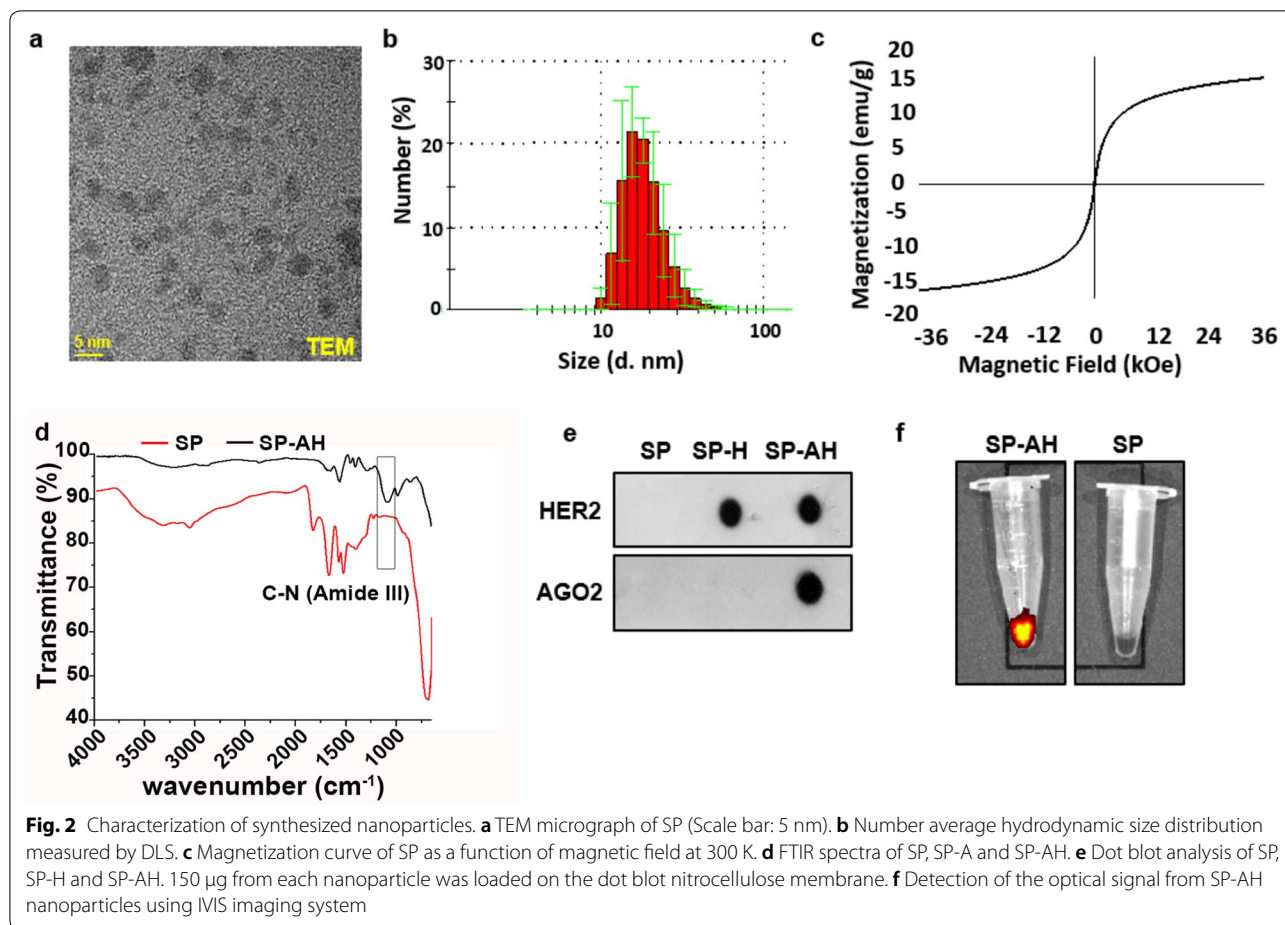 a
5 nm
TEM
b
Number (%)
30
20
10
0
10 100
Size (d. nm)
c
Magnetization (emu/g)
20
15
10
5
0
-5
-10
-15
-20
-36 -24 -12 0 12 24 36
Magnetic Field (kOe)
d
SP SP-AH
Transmittance (%)
100
90
80
70
60
50
40
C-N (Amide III)
4000 3500 3000 2500 2000 1500 1000
wavenumber (cm-1)
e
SP SP-H SP-AH
HER2
AGO2
f
SP-AH SP
Fig. 2 Characterization of synthesized nanoparticles. a TEM micrograph of SP (Scale bar: 5 nm). b Number average hydrodynamic size distribution
measured by DLS. c Magnetization curve of SP as a function of magnetic field at 300 K. d FTIR spectra of SP, SP-A and SP-AH. e Dot blot analysis of SP,
SP-H and SP-AH. 150 μg from each nanoparticle was loaded on the dot blot nitrocellulose membrane. f Detection of the optical signal from SP-AH
nanoparticles using IVIS imaging system